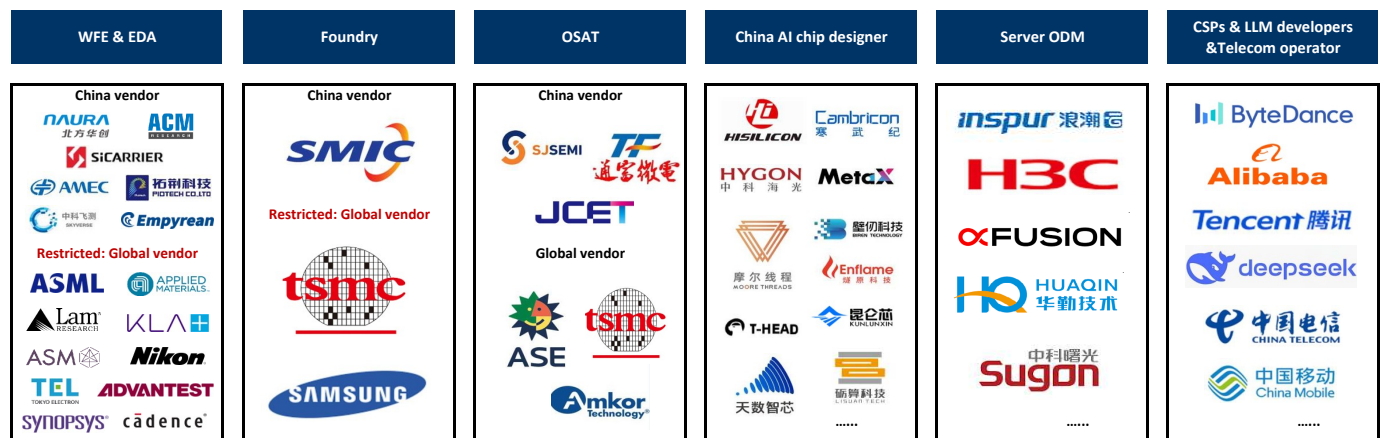 WFE & EDA
China vendor
NAURA
北方华创
ACM
RESEARCH
SiCARRIER
AMEC
拓荆科技
PIOTECH CO.,LTD
中科飞测
SKYVERSE
Empyrean
Restricted: Global vendor
ASML
APPLIED
MATERIALS
Lam
RESEARCH
KLA
ASM
Nikon
TEL
TOKYO ELECTRON
ADVANTEST
SYNOPSYS
cādence
Foundry
China vendor
SMIC
Restricted: Global vendor
tsmc
SAMSUNG
OSAT
China vendor
SJSEMI
TF
通富微電
JCET
Global vendor
ASE
tsmc
Amkor
Technology
China AI chip designer
Hi
HISILICON
Cambricon
寒武纪
HYGON
中科海光
MetaX
摩尔线程
MOORE THREADS
壁仞科技
BIREN TECHNOLOGY
Enflame
燧原科技
T-HEAD
昆仑芯
KUNLUNXIN
天数智芯
砺算科技
LISUAN TECH
......
Server ODM
inspur 浪潮
H3C
xFUSION
HQ
HUAQIN
华勤技术
中科曙光
Sugon
......
CSPs & LLM developers
&Telecom operator
ByteDance
Alibaba
Tencent 腾讯
deepseek
中国电信
CHINA TELECOM
中国移动
China Mobile
......